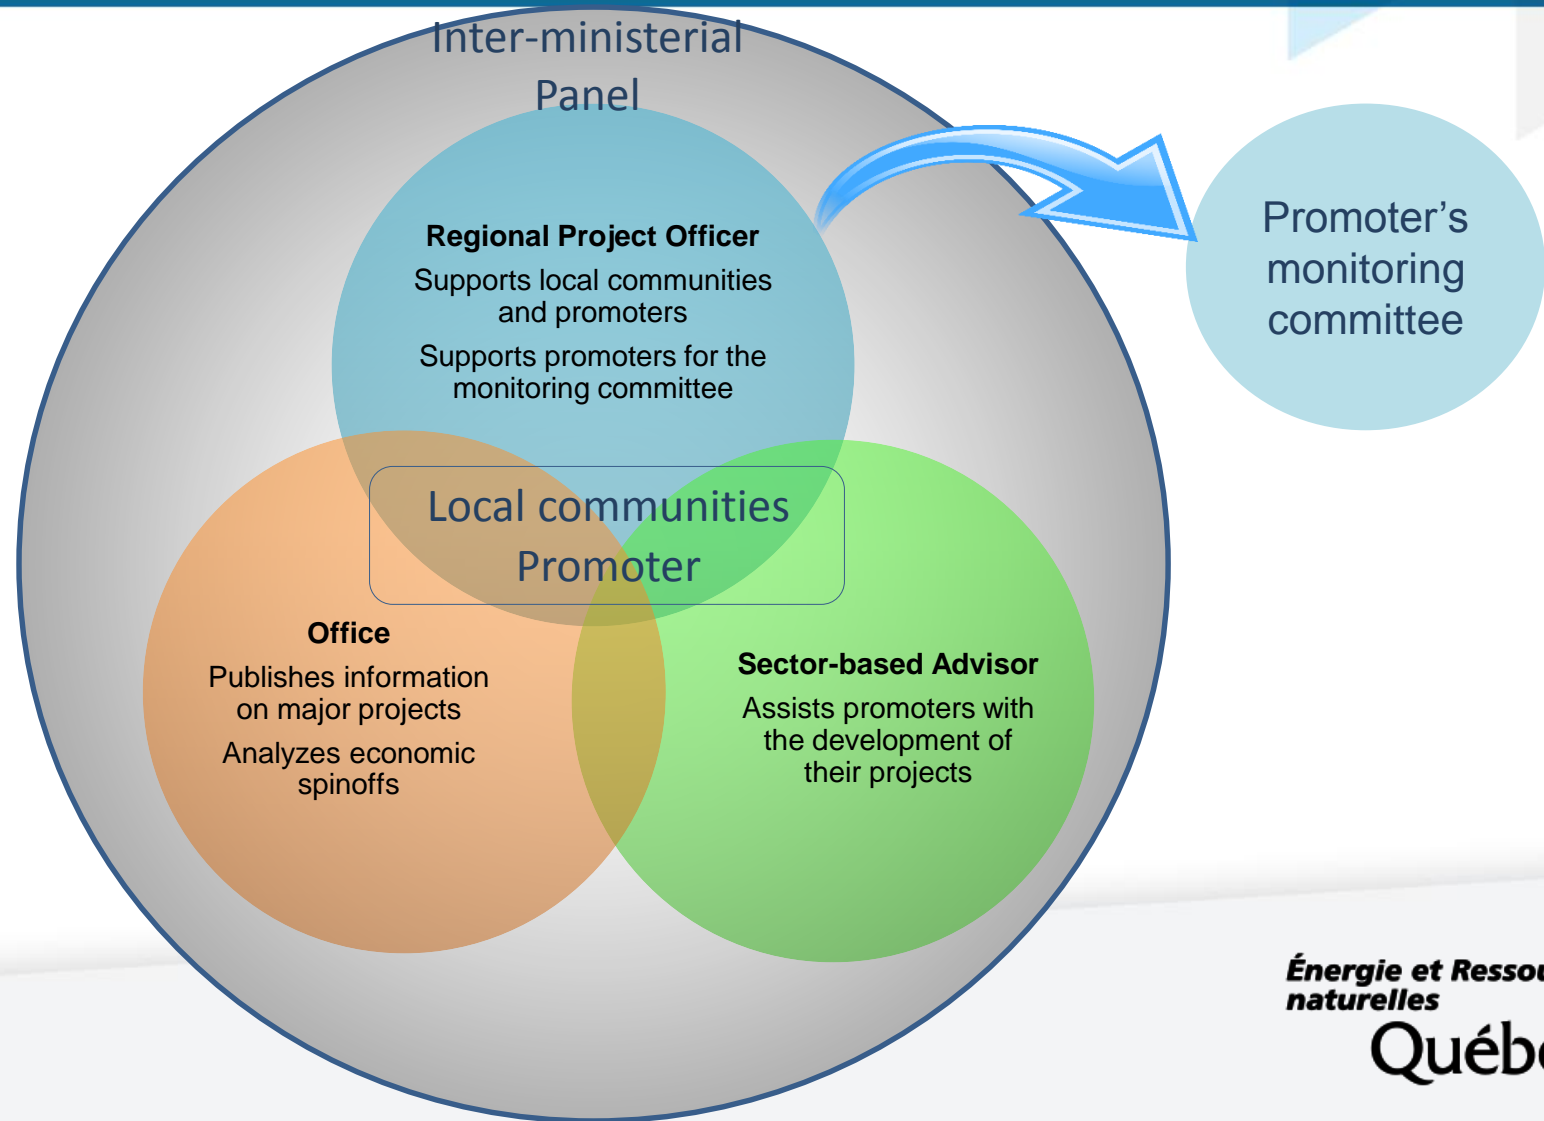 Inter-ministerial
Panel
Regional Project Officer
Supports local communities
and promoters
Supports promoters for the
monitoring committee
Promoter’s
monitoring
committee
Local communities
Promoter
Office
Publishes information
on major projects
Analyzes economic
spinoffs
Sector-based Advisor
Assists promoters with
the development of
their projects
Énergie et
naturelles